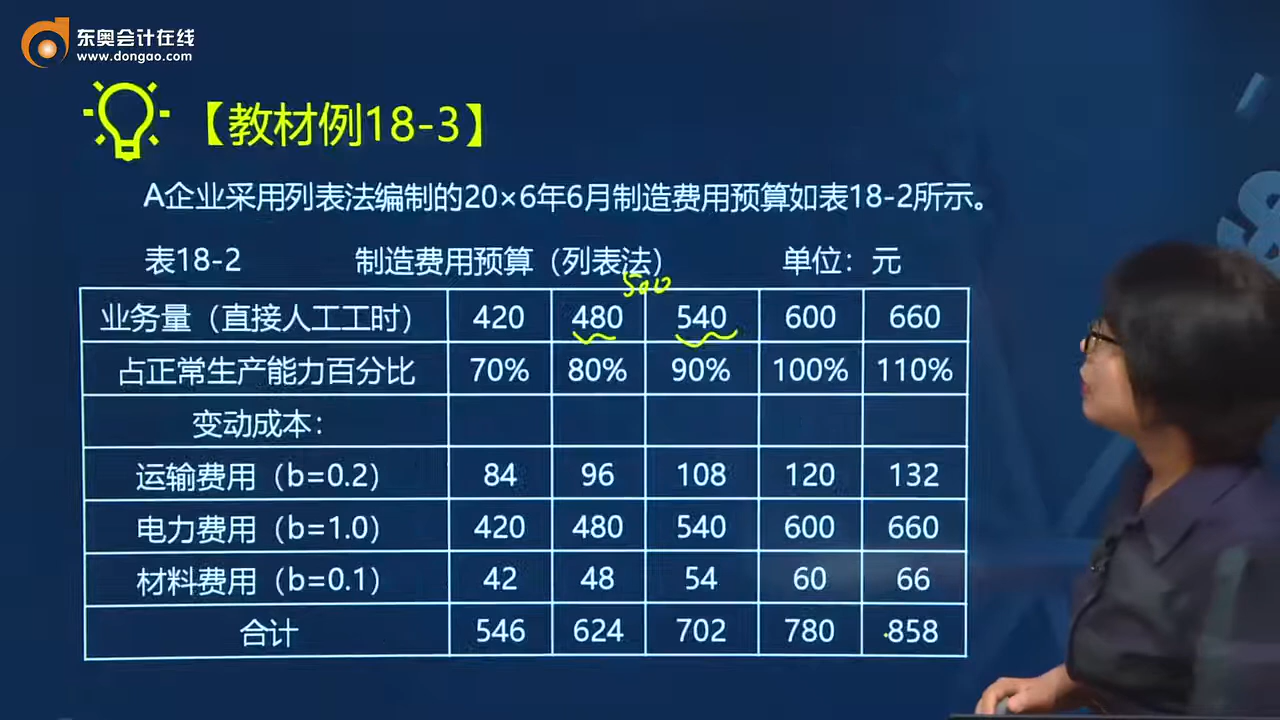 东奥会计在线
www.dongao.com
【教材例18-3】
A企业采用列表法编制的20×6年6月制造费用预算如表18-2所示。
表18-2 制造费用预算（列表法） 单位：元
500
业务量（直接人工工时） 420 480 540 600 660
占正常生产能力百分比 70% 80% 90% 100% 110%
变动成本：
运输费用（b=0.2） 84 96 108 120 132
电力费用（b=1.0） 420 480 540 600 660
材料费用（b=0.1） 42 48 54 60 66
合计 546 624 702 780 858